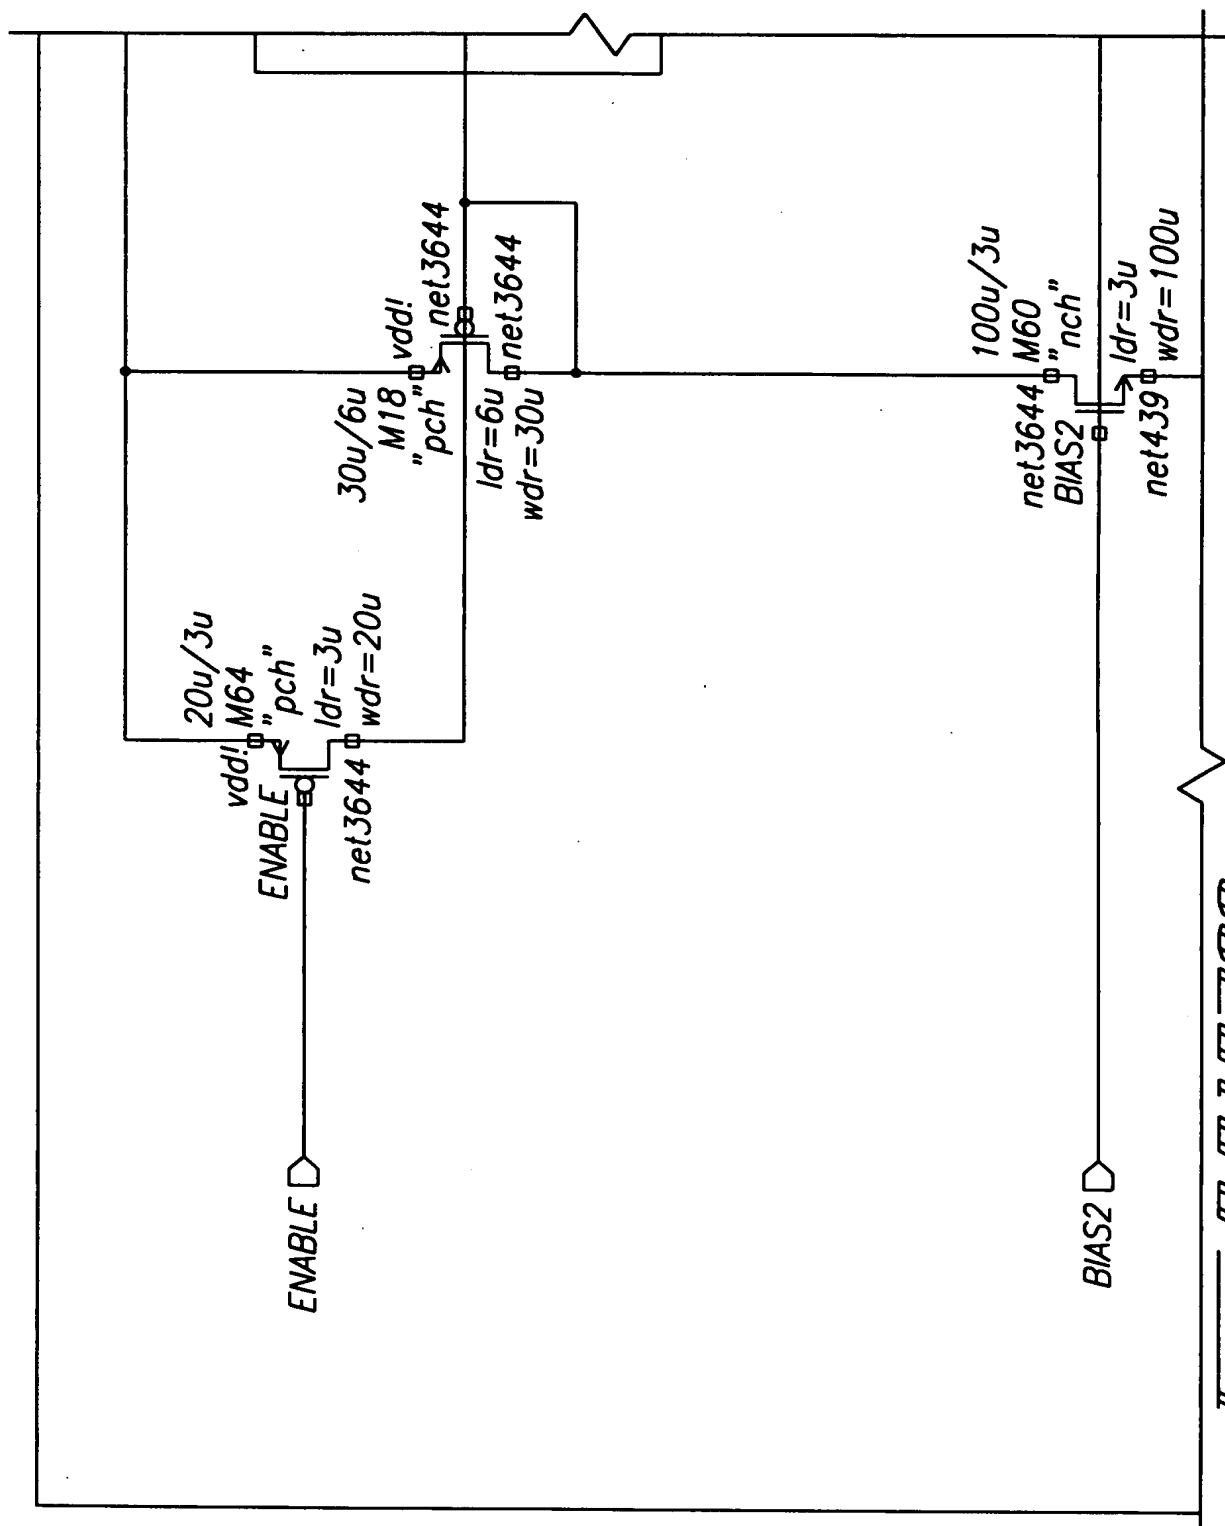 20u/3u
M64
"pch"
ldr=3u
wdr=20u
vdd!
ENABLE
net3644
ENABLE
30u/6u
M18
"pch"
ldr=6u
wdr=30u
vdd!
net3644
net3644
100u/3u
M60
"nch"
ldr=3u
wdr=100u
net3644
BIAS2
net439
BIAS2